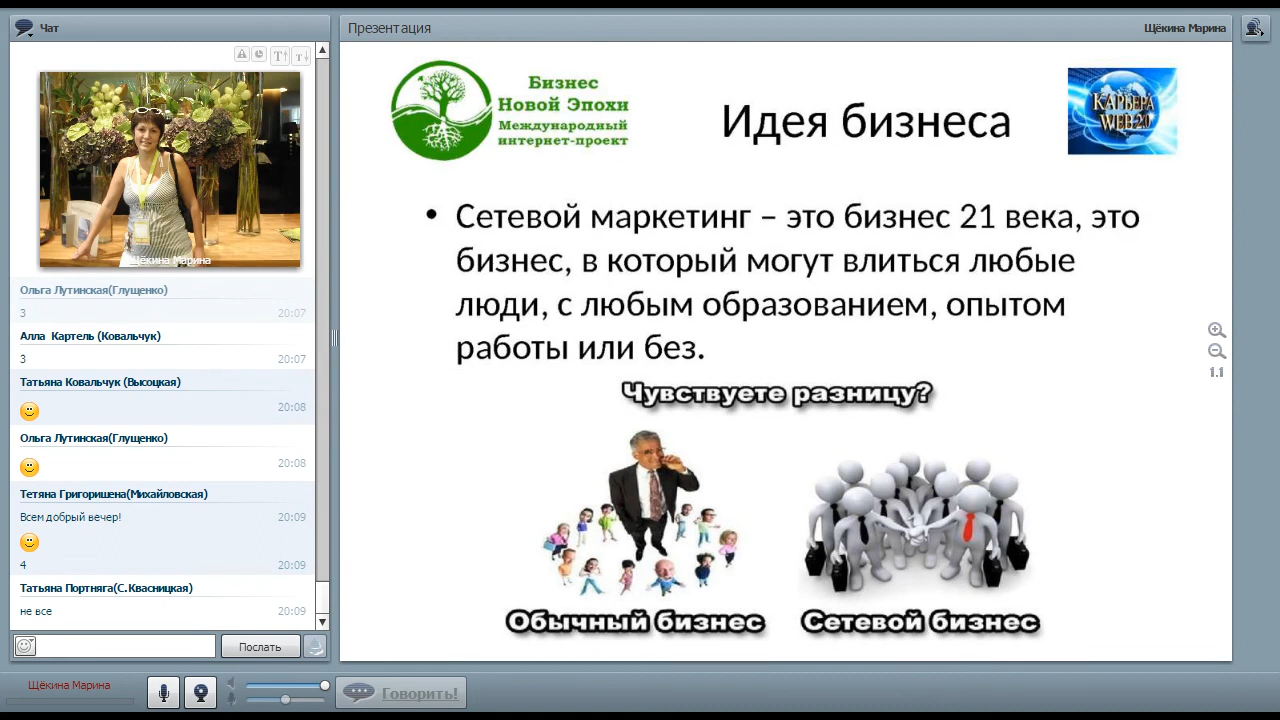 Чат
Щёкина Марина
Ольга Лутинская(Глущенко)
3
20:07
Алла Картель (Ковальчук)
3
20:07
Татьяна Ковальчук (Высоцкая)
20:08
Ольга Лутинская(Глущенко)
20:08
Тетяна Григоришена(Михайловская)
Всем добрый вечер!
20:09
4
20:09
Татьяна Портняга(С.Квасницкая)
не все
20:09
Послать
Щёкина Марина
Говорить!
Презентация
Щёкина Марина
Бизнес
Новой Эпохи
Международный
интернет-проект
Идея бизнеса
КАРЬЕРА
WEB 2.0
• Сетевой маркетинг – это бизнес 21 века, это
бизнес, в который могут влиться любые
люди, с любым образованием, опытом
работы или без.
Чувствуете разницу?
Обычный бизнес
Сетевой бизнес
1.1